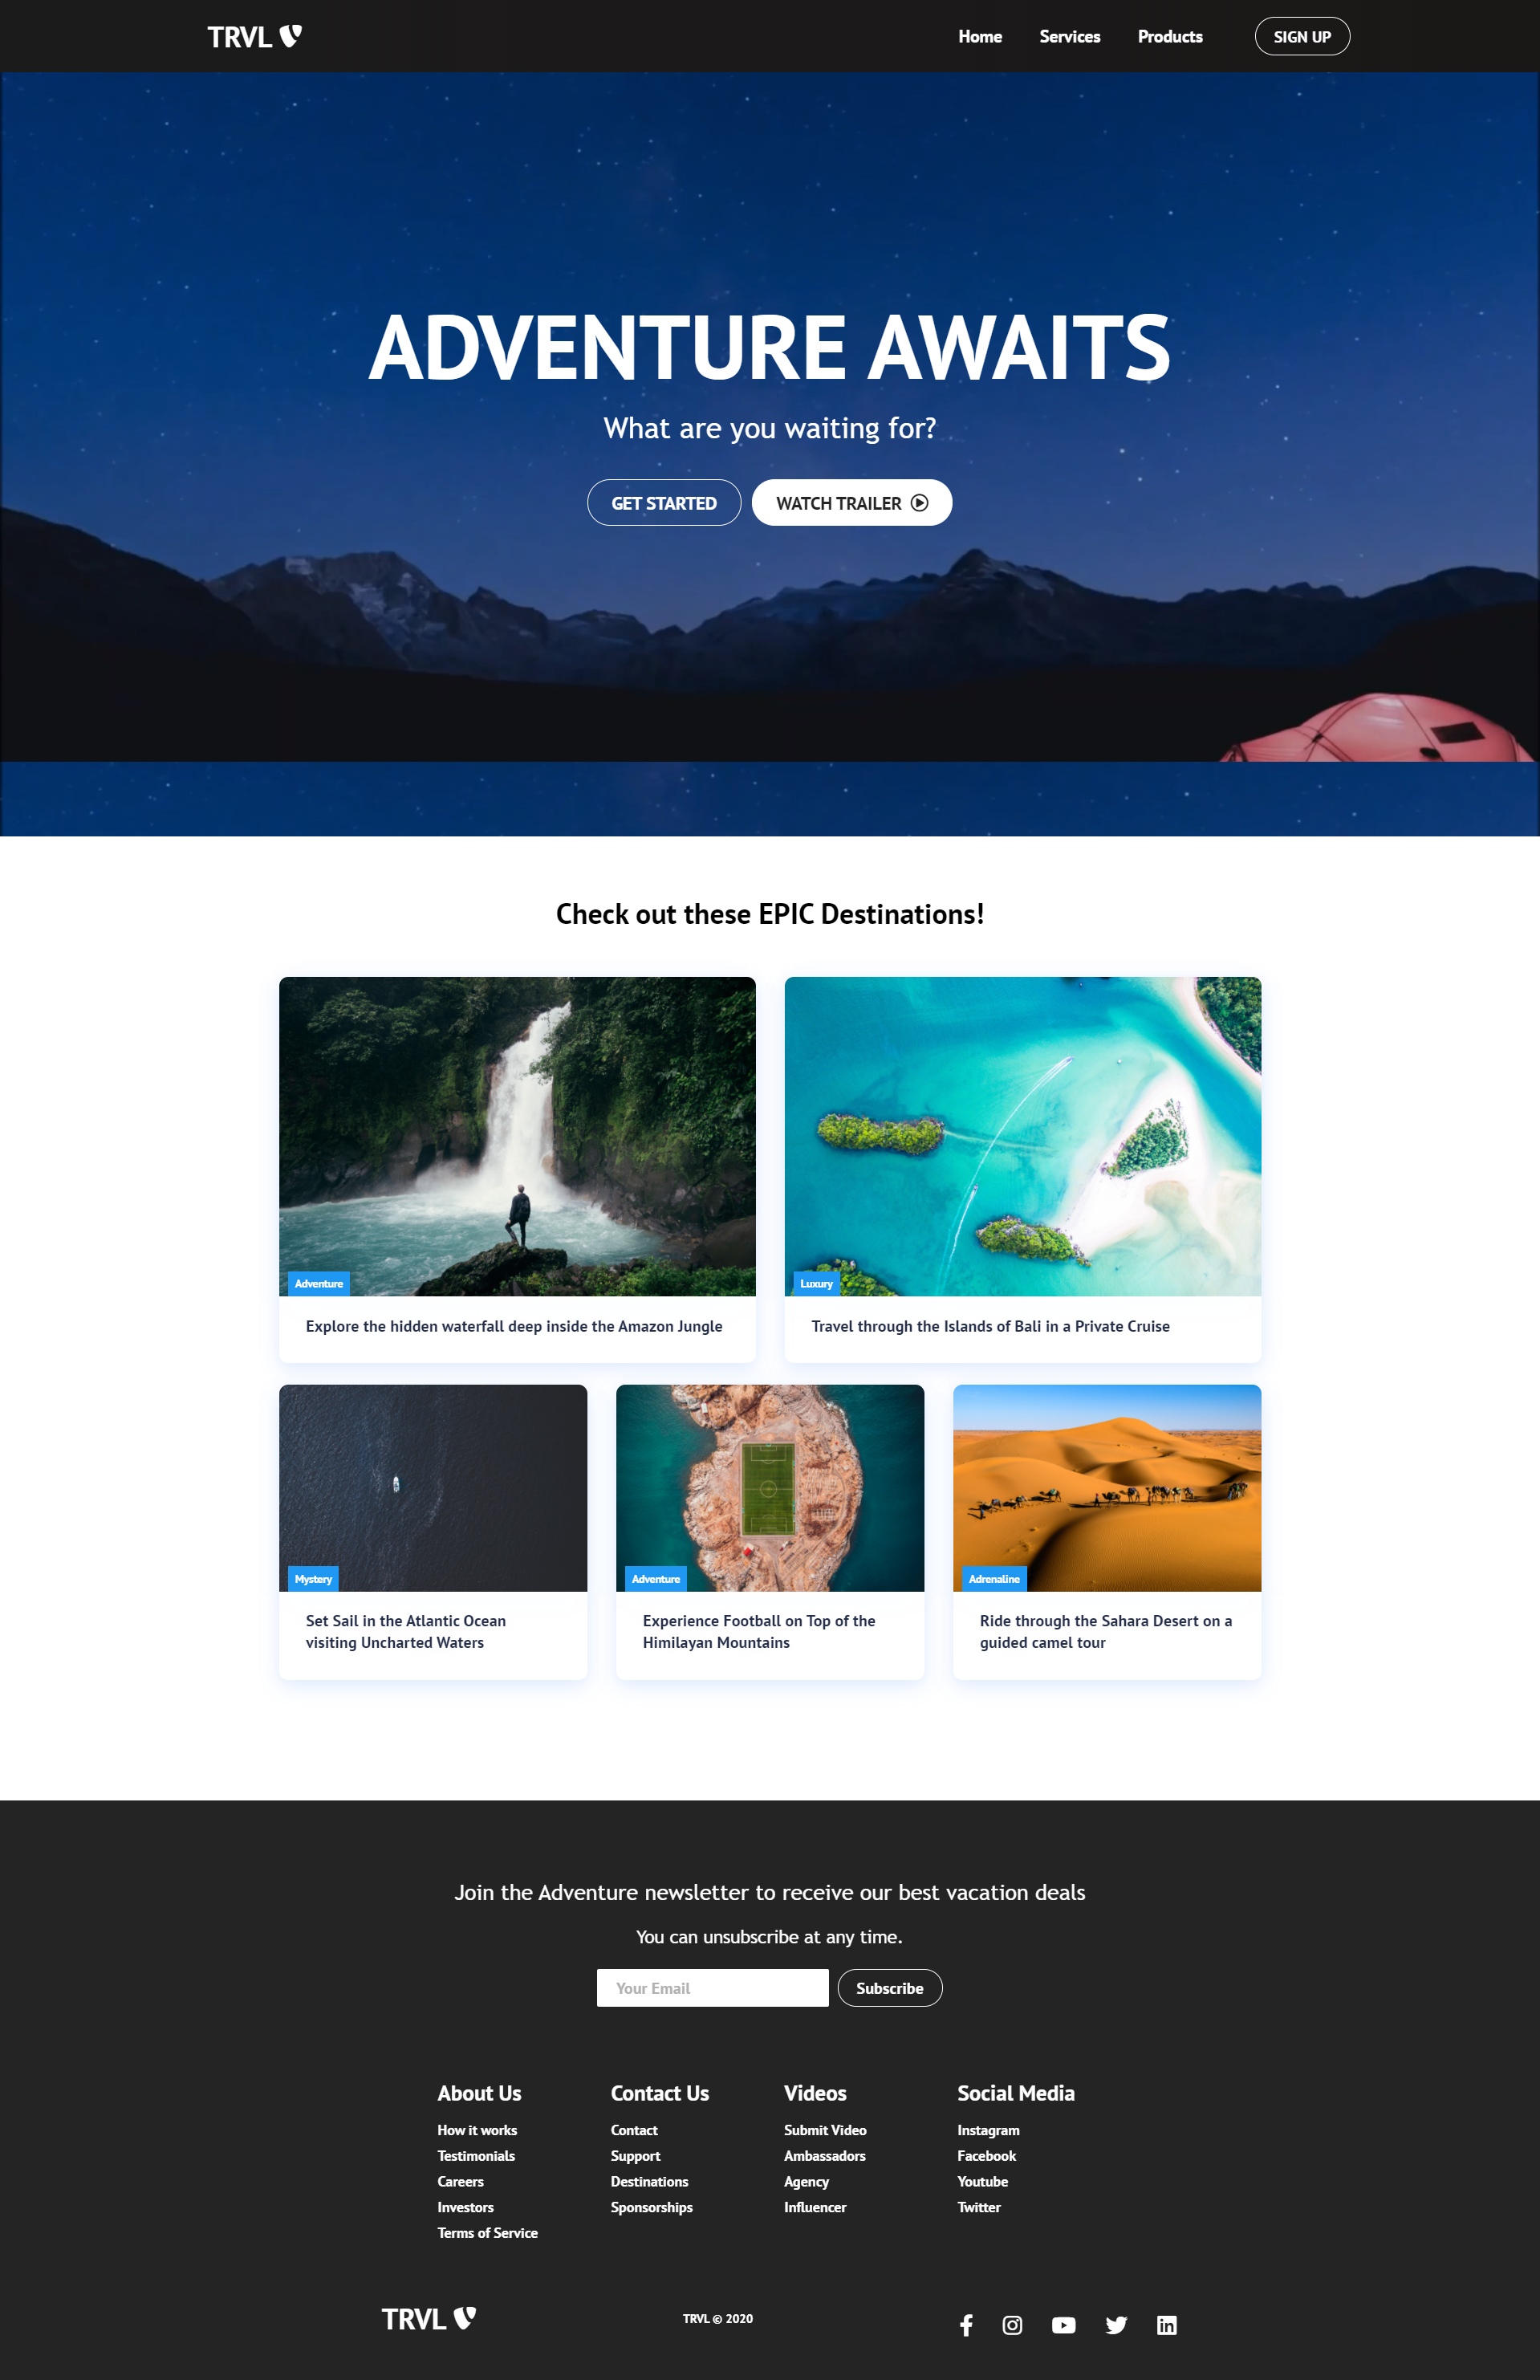 TRVL
Home
Services
Products
SIGN UP
ADVENTURE AWAITS
What are you waiting for?
GET STARTED
WATCH TRAILER
Check out these EPIC Destinations!
Adventure
Explore the hidden waterfall deep inside the Amazon Jungle
Luxury
Travel through the Islands of Bali in a Private Cruise
Mystery
Set Sail in the Atlantic Ocean
visiting Uncharted Waters
Adventure
Experience Football on Top of the
Himilayan Mountains
Adrenaline
Ride through the Sahara Desert on a
guided camel tour
Join the Adventure newsletter to receive our best vacation deals
You can unsubscribe at any time.
Your Email
Subscribe
About Us
How it works
Testimonials
Careers
Investors
Terms of Service
Contact Us
Contact
Support
Destinations
Sponsorships
Videos
Submit Video
Ambassadors
Agency
Influencer
Social Media
Instagram
Facebook
Youtube
Twitter
TRVL
TRVL © 2020